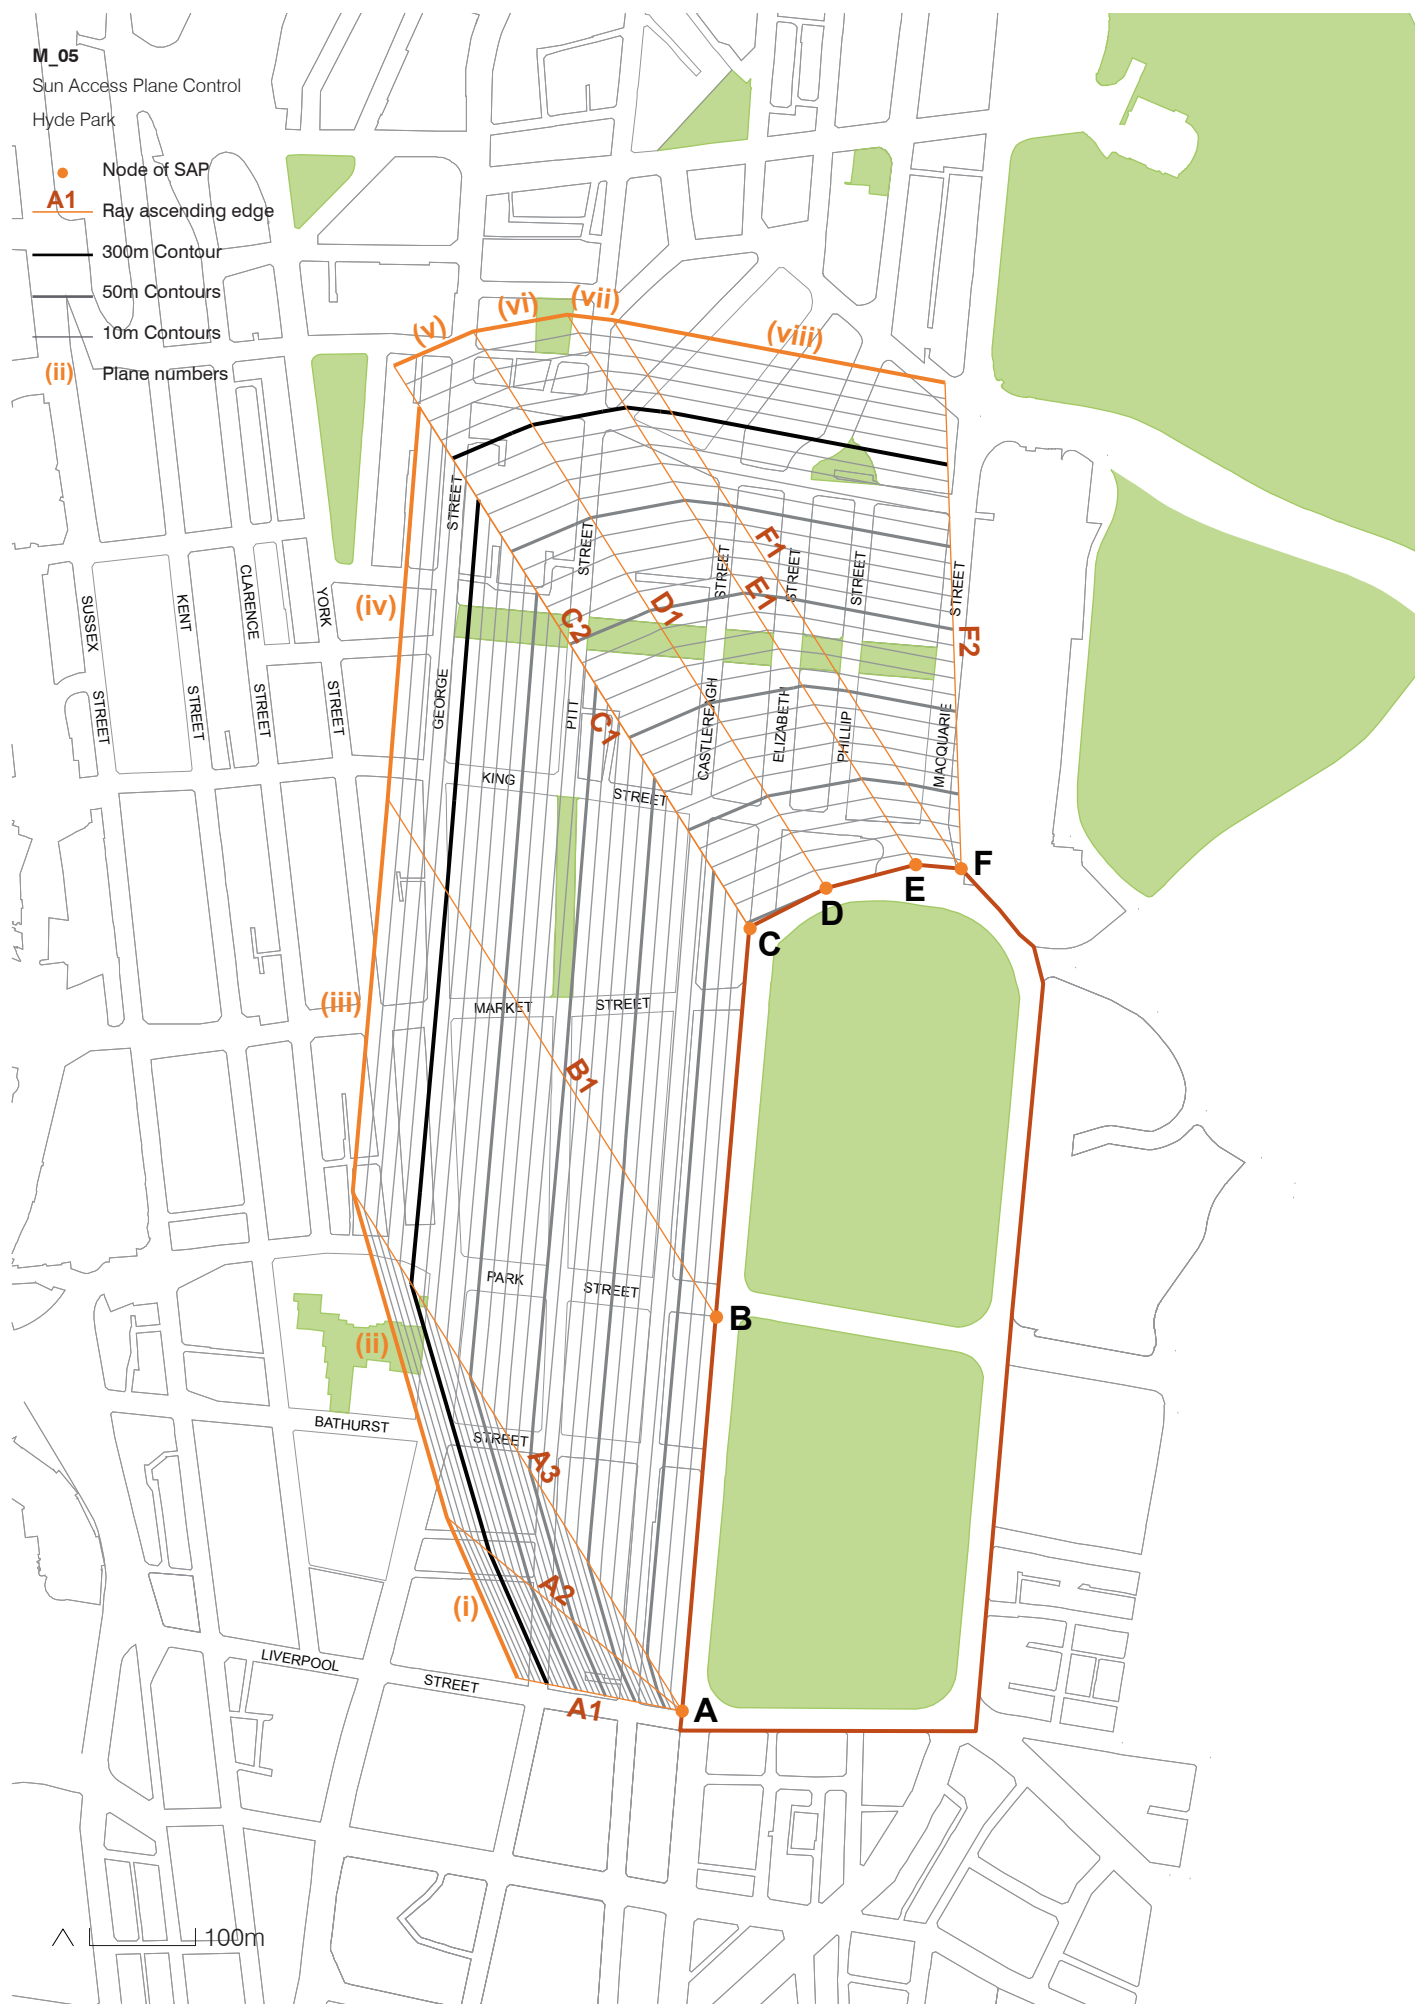 M_05
Sun Access Plane Control
Hyde Park
Node of SAP
A1
Ray ascending edge
300m Contour
50m Contours
10m Contours
(ii)
Plane numbers
(v)
(vi)
(vii)
(viii)
STREET
STREET
STREET
STREET
STREET
STREET
F1
E1
D1
C2
F2
(iv)
SUSSEX
KENT
CLARENCE
YORK
STREET
STREET
STREET
STREET
GEORGE
PITT
C1
CASTLEREAGH
ELIZABETH
PHILLIP
MACQUARIE
KING
STREET
F
E
D
C
(iii)
MARKET
STREET
B1
PARK
STREET
B
(ii)
BATHURST
STREET
A3
A2
(i)
LIVERPOOL
STREET
A1
A
100m